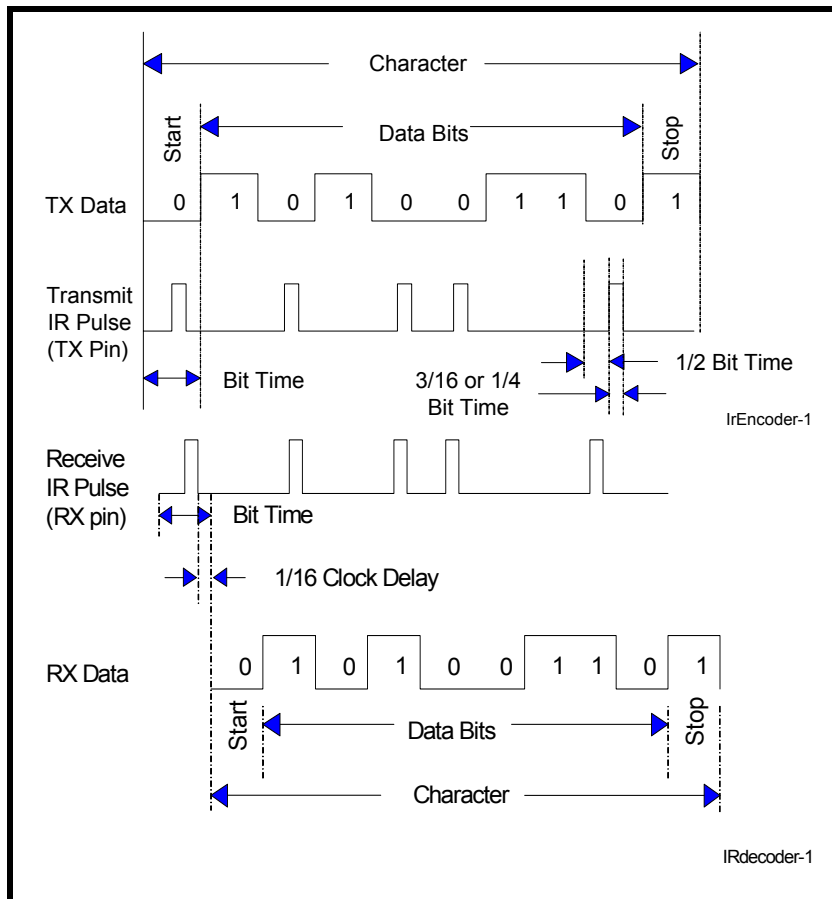 Character
Start
Data Bits
Stop
TX Data
0 1 0 1 0 0 1 1 0 1
Transmit
IR Pulse
(TX Pin)
Bit Time
1/2 Bit Time
3/16 or 1/4
Bit Time
IrEncoder-1
Receive
IR Pulse
(RX pin)
Bit Time
1/16 Clock Delay
RX Data
0 1 0 1 0 0 1 1 0 1
Start
Data Bits
Stop
Character
IRdecoder-1